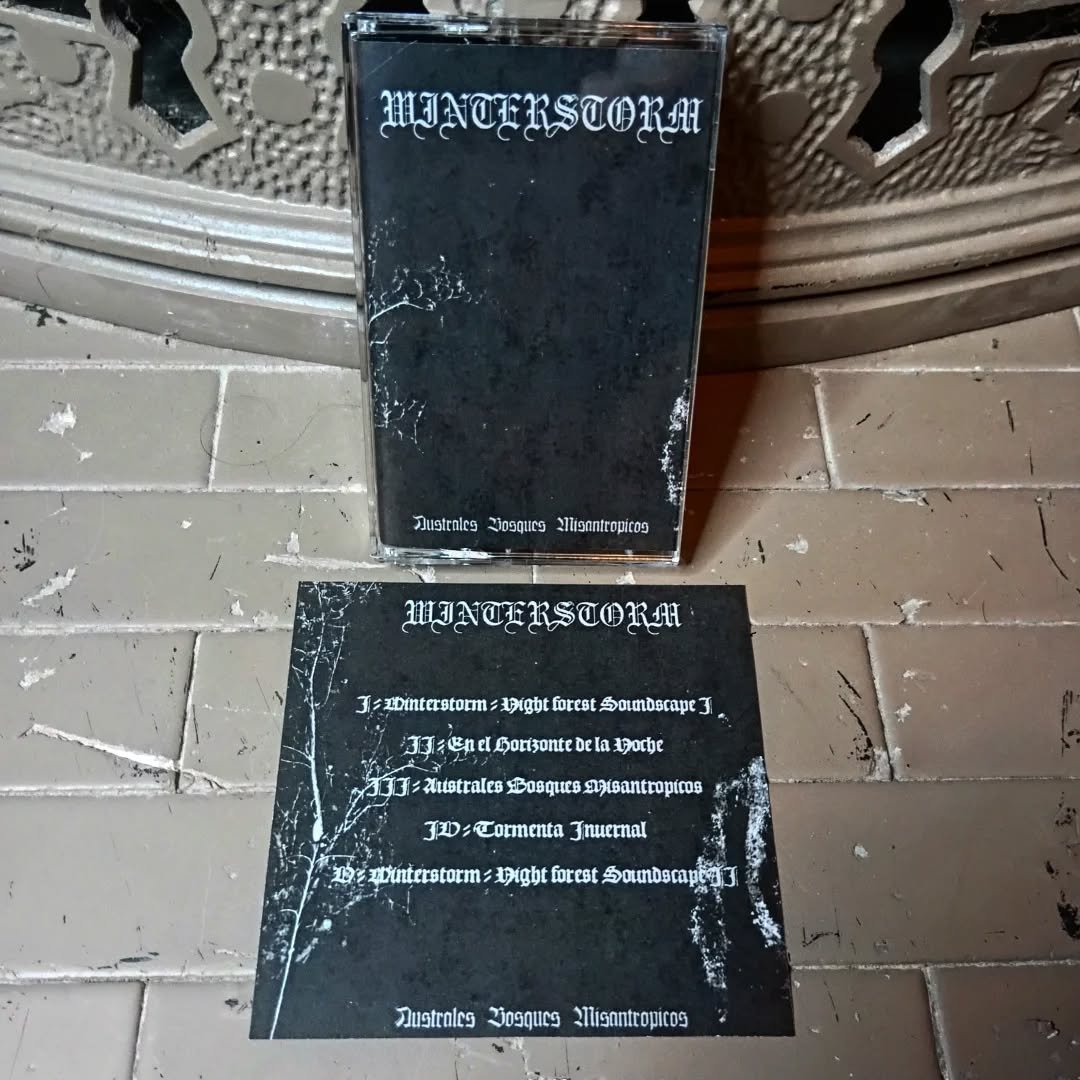 WINTERSTORM
Australes Bosques Misantropicos
WINTERSTORM
I - Winterstorm - Night forest Soundscape I
II - En el Horizonte de la Noche
III - Australes Bosques Misantropicos
IV - Tormenta Invernal
V - Winterstorm - Night forest Soundscape II
Australes Bosques Misantropicos